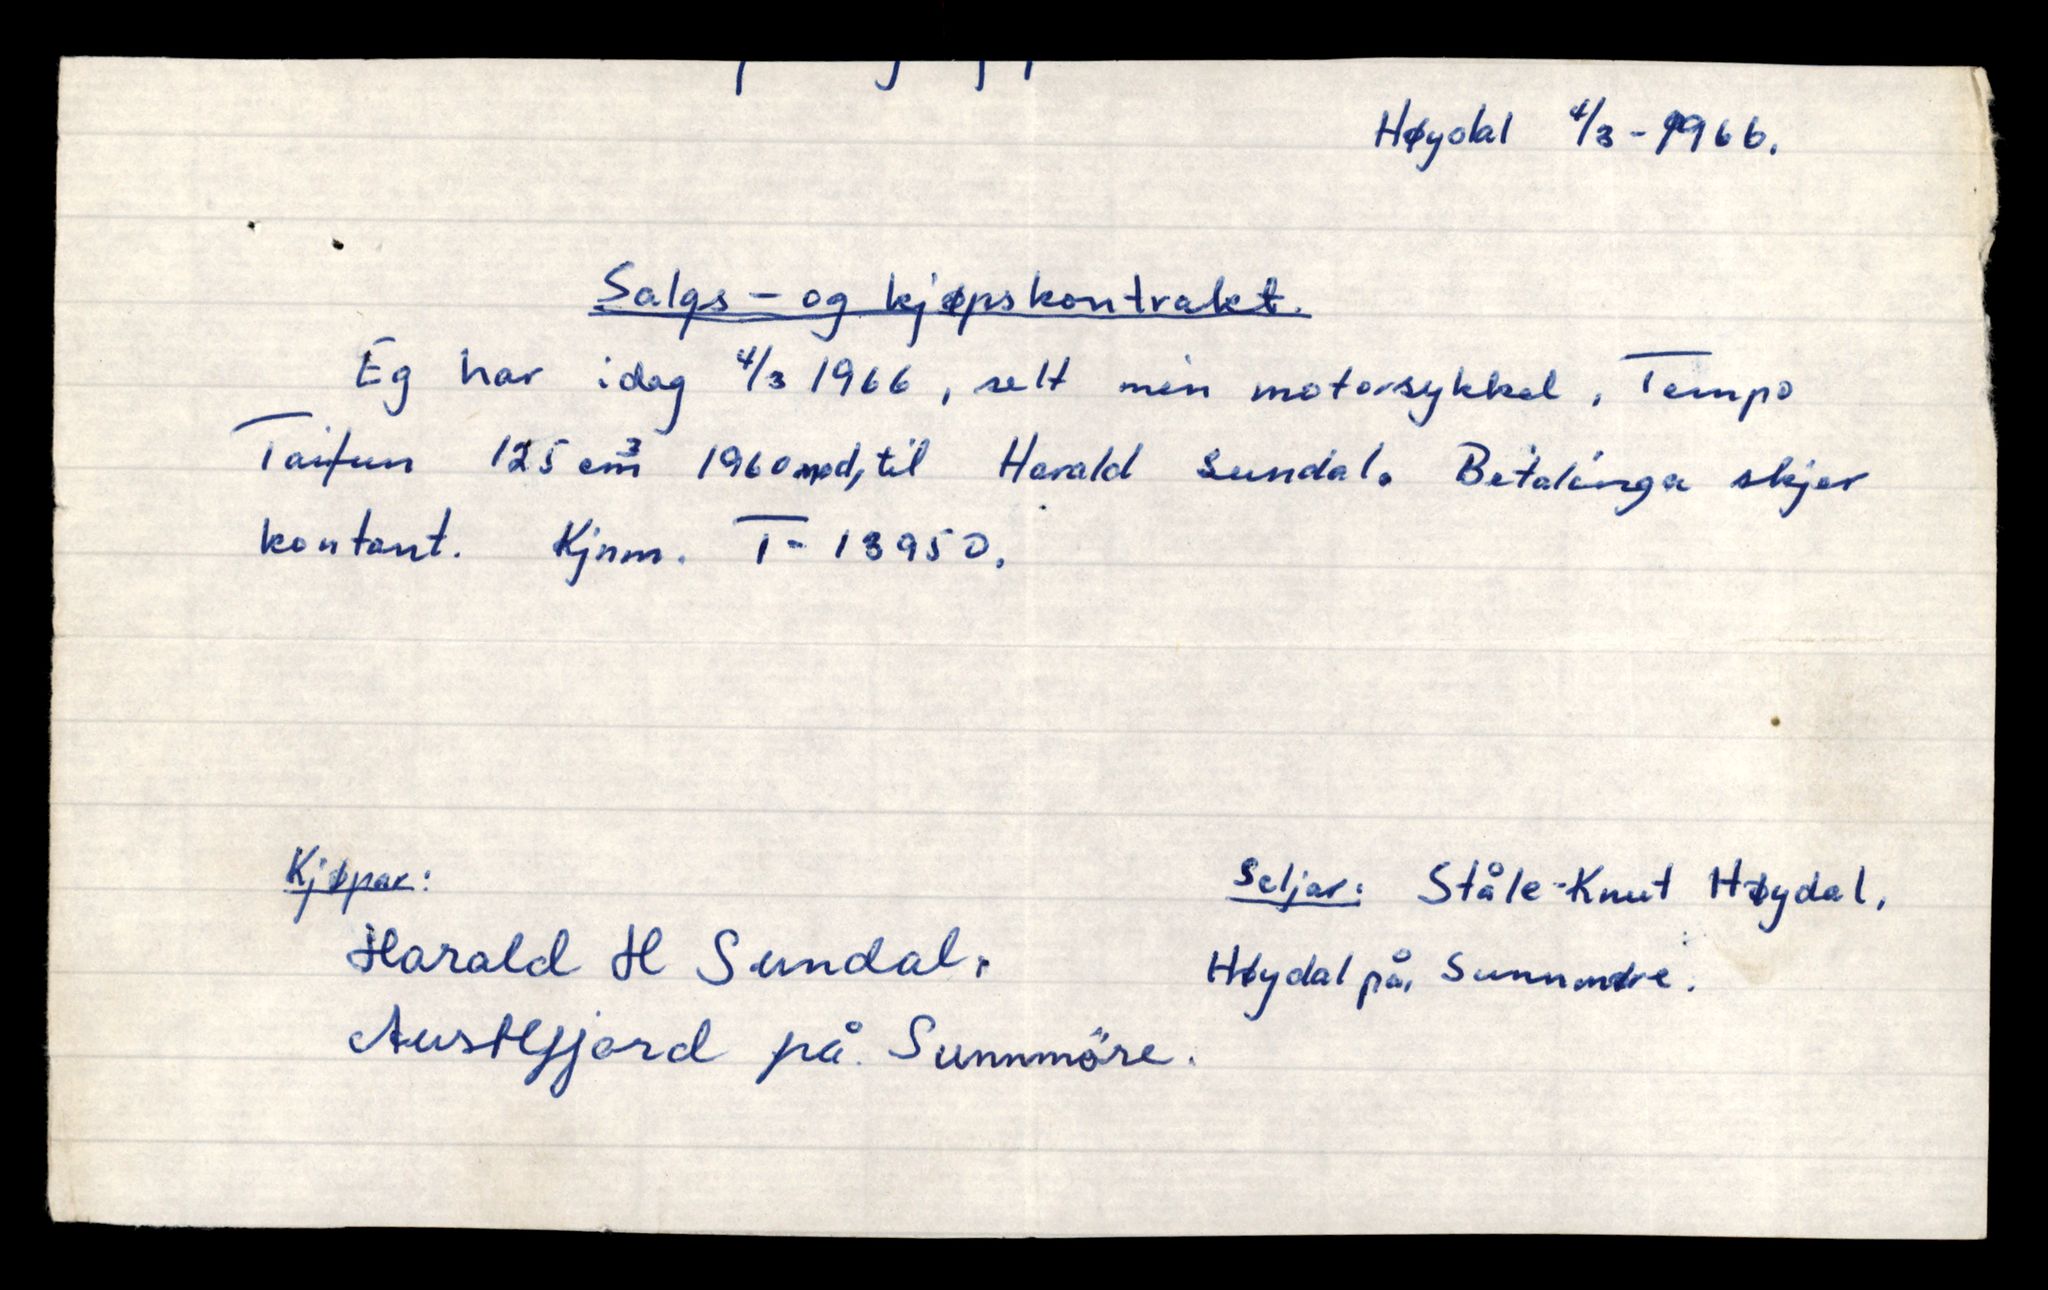 Høydal 4/3-1966.
Salgs- og kjøpskontrakt.
Eg har idag 4/3 1966, selt min motorsykkel, Tempo
Taifun 125 cm³ 1960 mod, til Harald Sundal. Betalinga skjer
kontant. Kjnm. T-13950.
Kjøpar:
Harald H Sundal.
Austefjord på Sunnmöre.
Seljar: Ståle-Knut Høydal,
Høydal på, Sunnmøre.